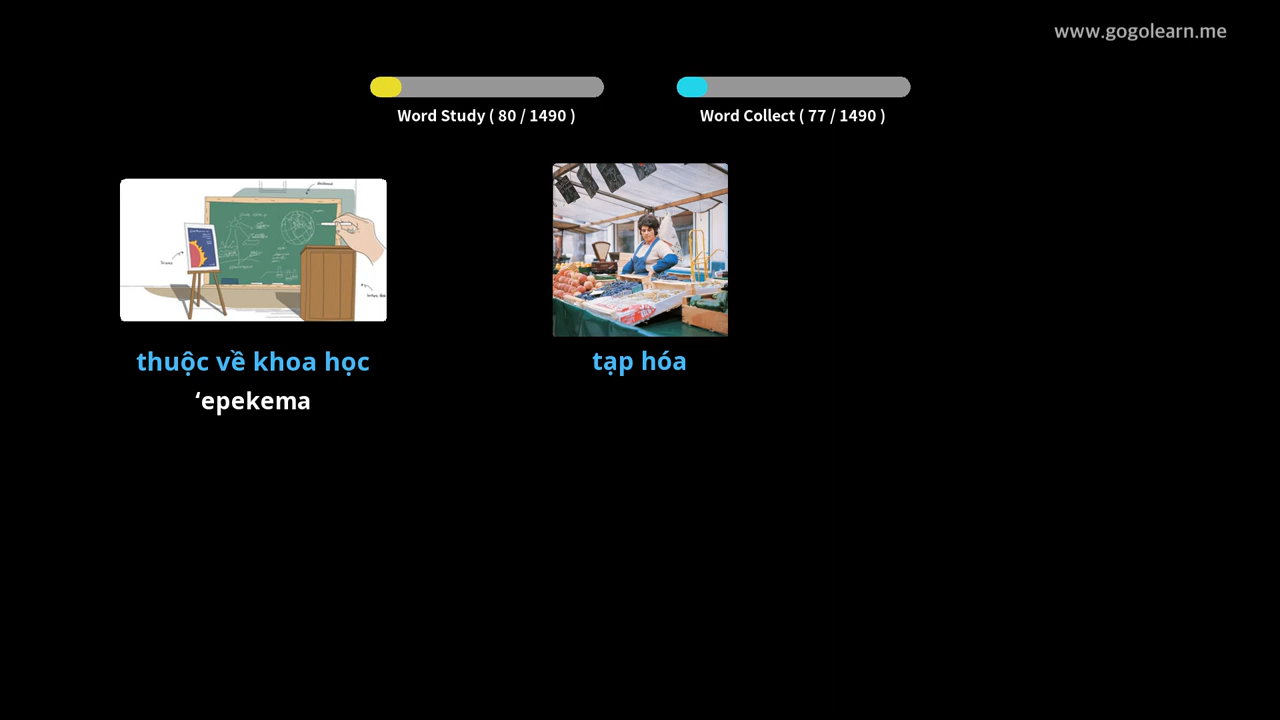 www.gogolearn.me
Word Study ( 80 / 1490 )
Word Collect ( 77 / 1490 )
thuộc về khoa học
‘epekema
tạp hóa